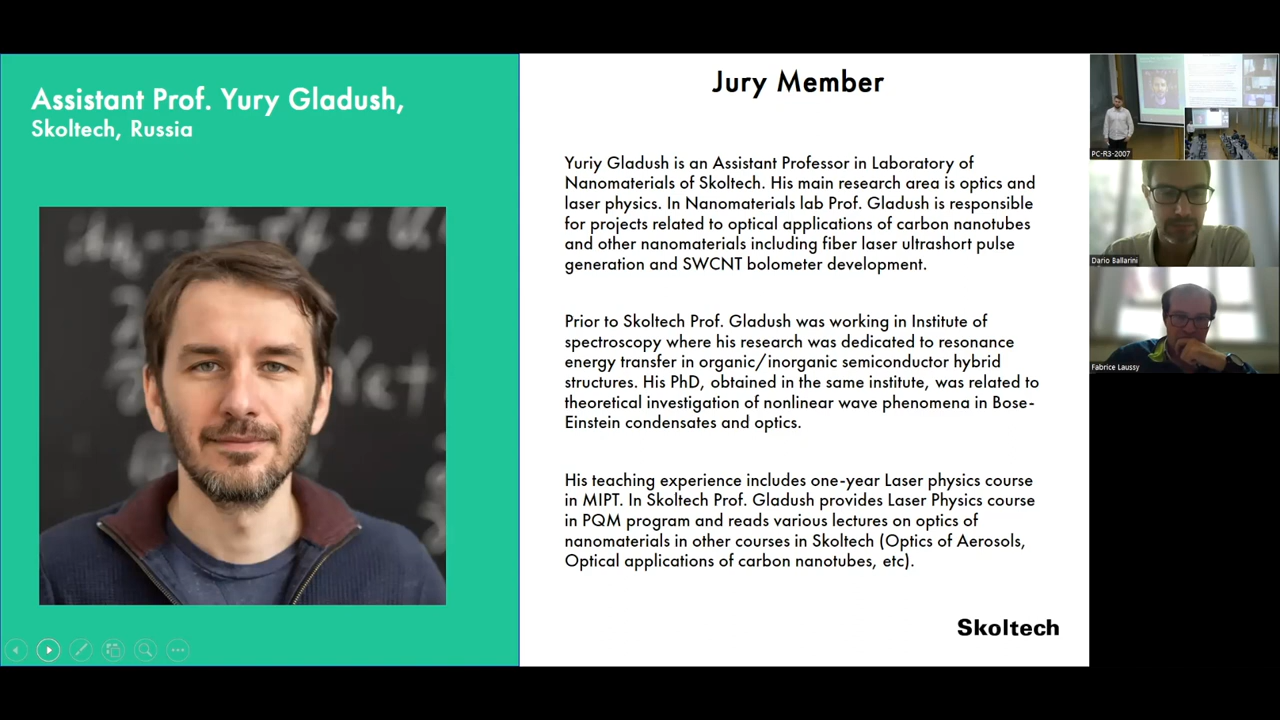 Assistant Prof. Yury Gladush,
Skoltech, Russia
Jury Member
Yuriy Gladush is an Assistant Professor in Laboratory of
Nanomaterials of Skoltech. His main research area is optics and
laser physics. In Nanomaterials lab Prof. Gladush is responsible
for projects related to optical applications of carbon nanotubes
and other nanomaterials including fiber laser ultrashort pulse
generation and SWCNT bolometer development.
Prior to Skoltech Prof. Gladush was working in Institute of
spectroscopy where his research was dedicated to resonance
energy transfer in organic/inorganic semiconductor hybrid
structures. His PhD, obtained in the same institute, was related to
theoretical investigation of nonlinear wave phenomena in Bose-
Einstein condensates and optics.
His teaching experience includes one-year Laser physics course
in MIPT. In Skoltech Prof. Gladush provides Laser Physics course
in PQM program and reads various lectures on optics of
nanomaterials in other courses in Skoltech (Optics of Aerosols,
Optical applications of carbon nanotubes, etc).
Skoltech
PC-R3-2007
Dario Ballarini
Fabrice Laussy